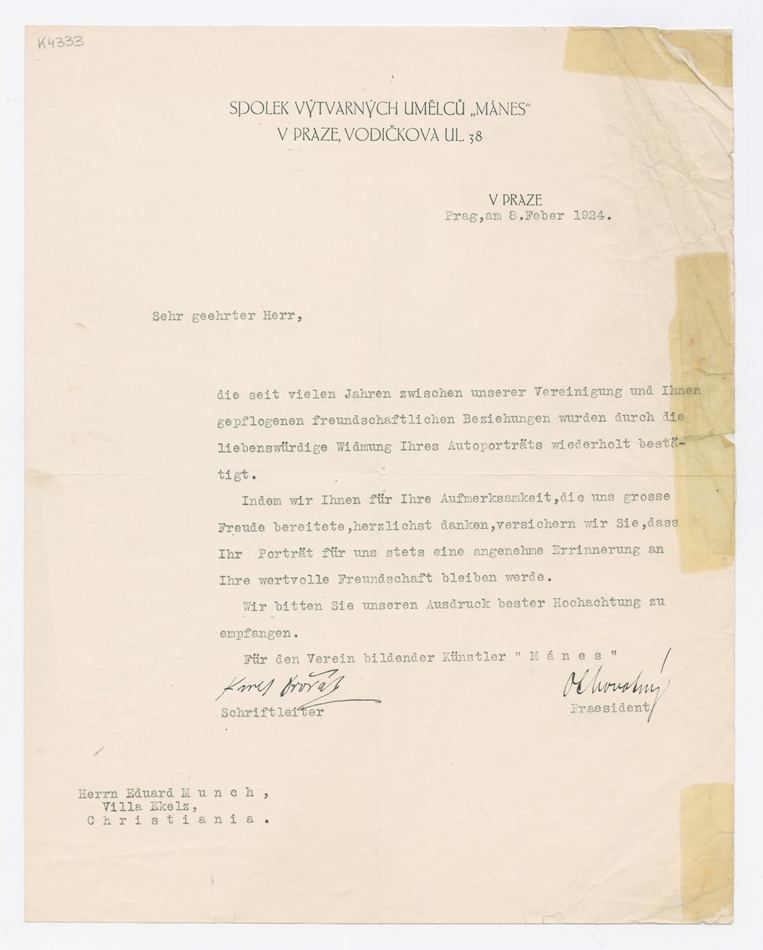 K4333
SPOLEK VÝTVARNÝCH UMĚLCŮ „MÁNES“
V PRAZE, VODIČKOVA UL. 38
V PRAZE
Prag,am 8.Feber 1924.
Sehr geehrter Herr,
die seit vielen Jahren zwischen unserer Vereinigung und Ihnen
gepflogenen freundschaftlichen Beziehungen wurden durch die
liebenswürdige Widmung Ihres Autoporträts wiederholt bestä-
tigt.
Indem wir Ihnen für Ihre Aufmerksamkeit,die uns grosse
Freude bereitete,herzlichst danken,versichern wir Sie,dass
Ihr Porträt für uns stets eine angenehme Errinnerung an
Ihre wertvolle Freundschaft bleiben werde.
Wir bitten Sie unseren Ausdruck bester Hochachtung zu
empfangen.
Für den Verein bildender Künstler " M á n e s "
Karel Dvořák
Schriftleiter Praesident
Herrn Eduard M u n c h ,
Villa Ekelz,
C h r i s t i a n i a .